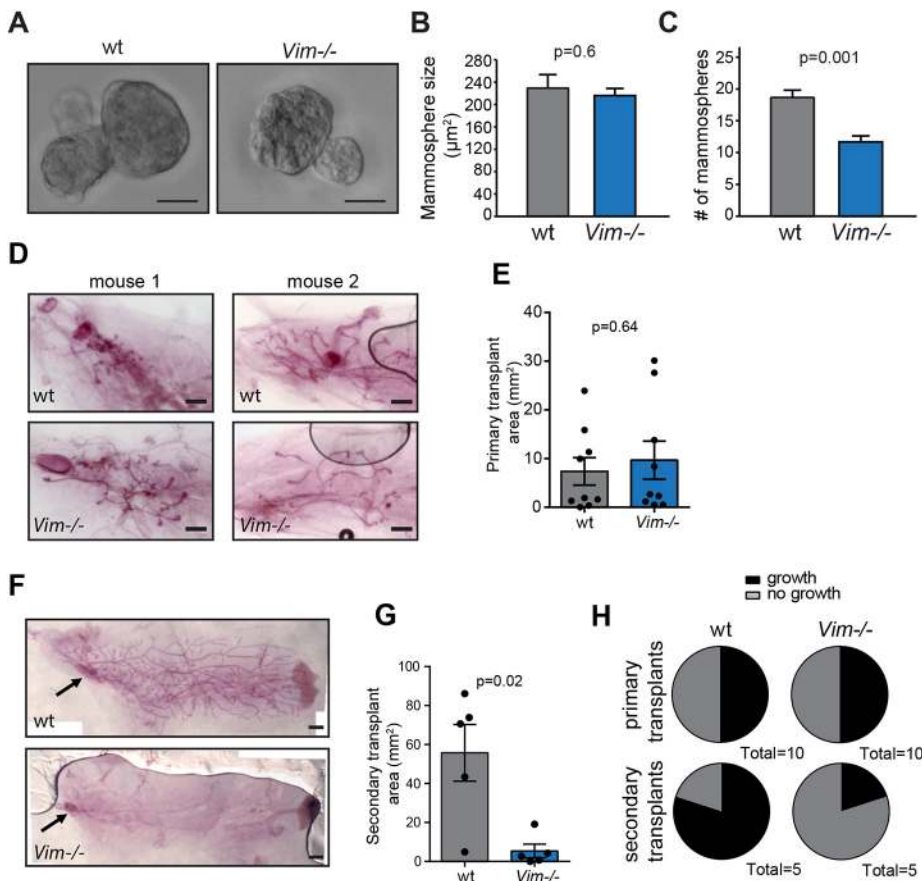 A
wt
Vim-/-
B
Mammosphere size
(µm²)
280
240
200
160
120
80
40
0
p=0.6
wt
Vim-/-
C
# of mammospheres
25
20
15
10
5
0
p=0.001
wt
Vim-/-
D
mouse 1
mouse 2
wt
wt
Vim-/-
Vim-/-
E
Primary transplant
area (mm²)
40
30
20
10
0
p=0.64
wt
Vim-/-
F
wt
Vim-/-
G
Secondary transplant
area (mm²)
100
80
60
40
20
0
p=0.02
wt
Vim-/-
growth
no growth
H
wt
Vim-/-
primary
transplants
Total=10
Total=10
secondary
transplants
Total=5
Total=5